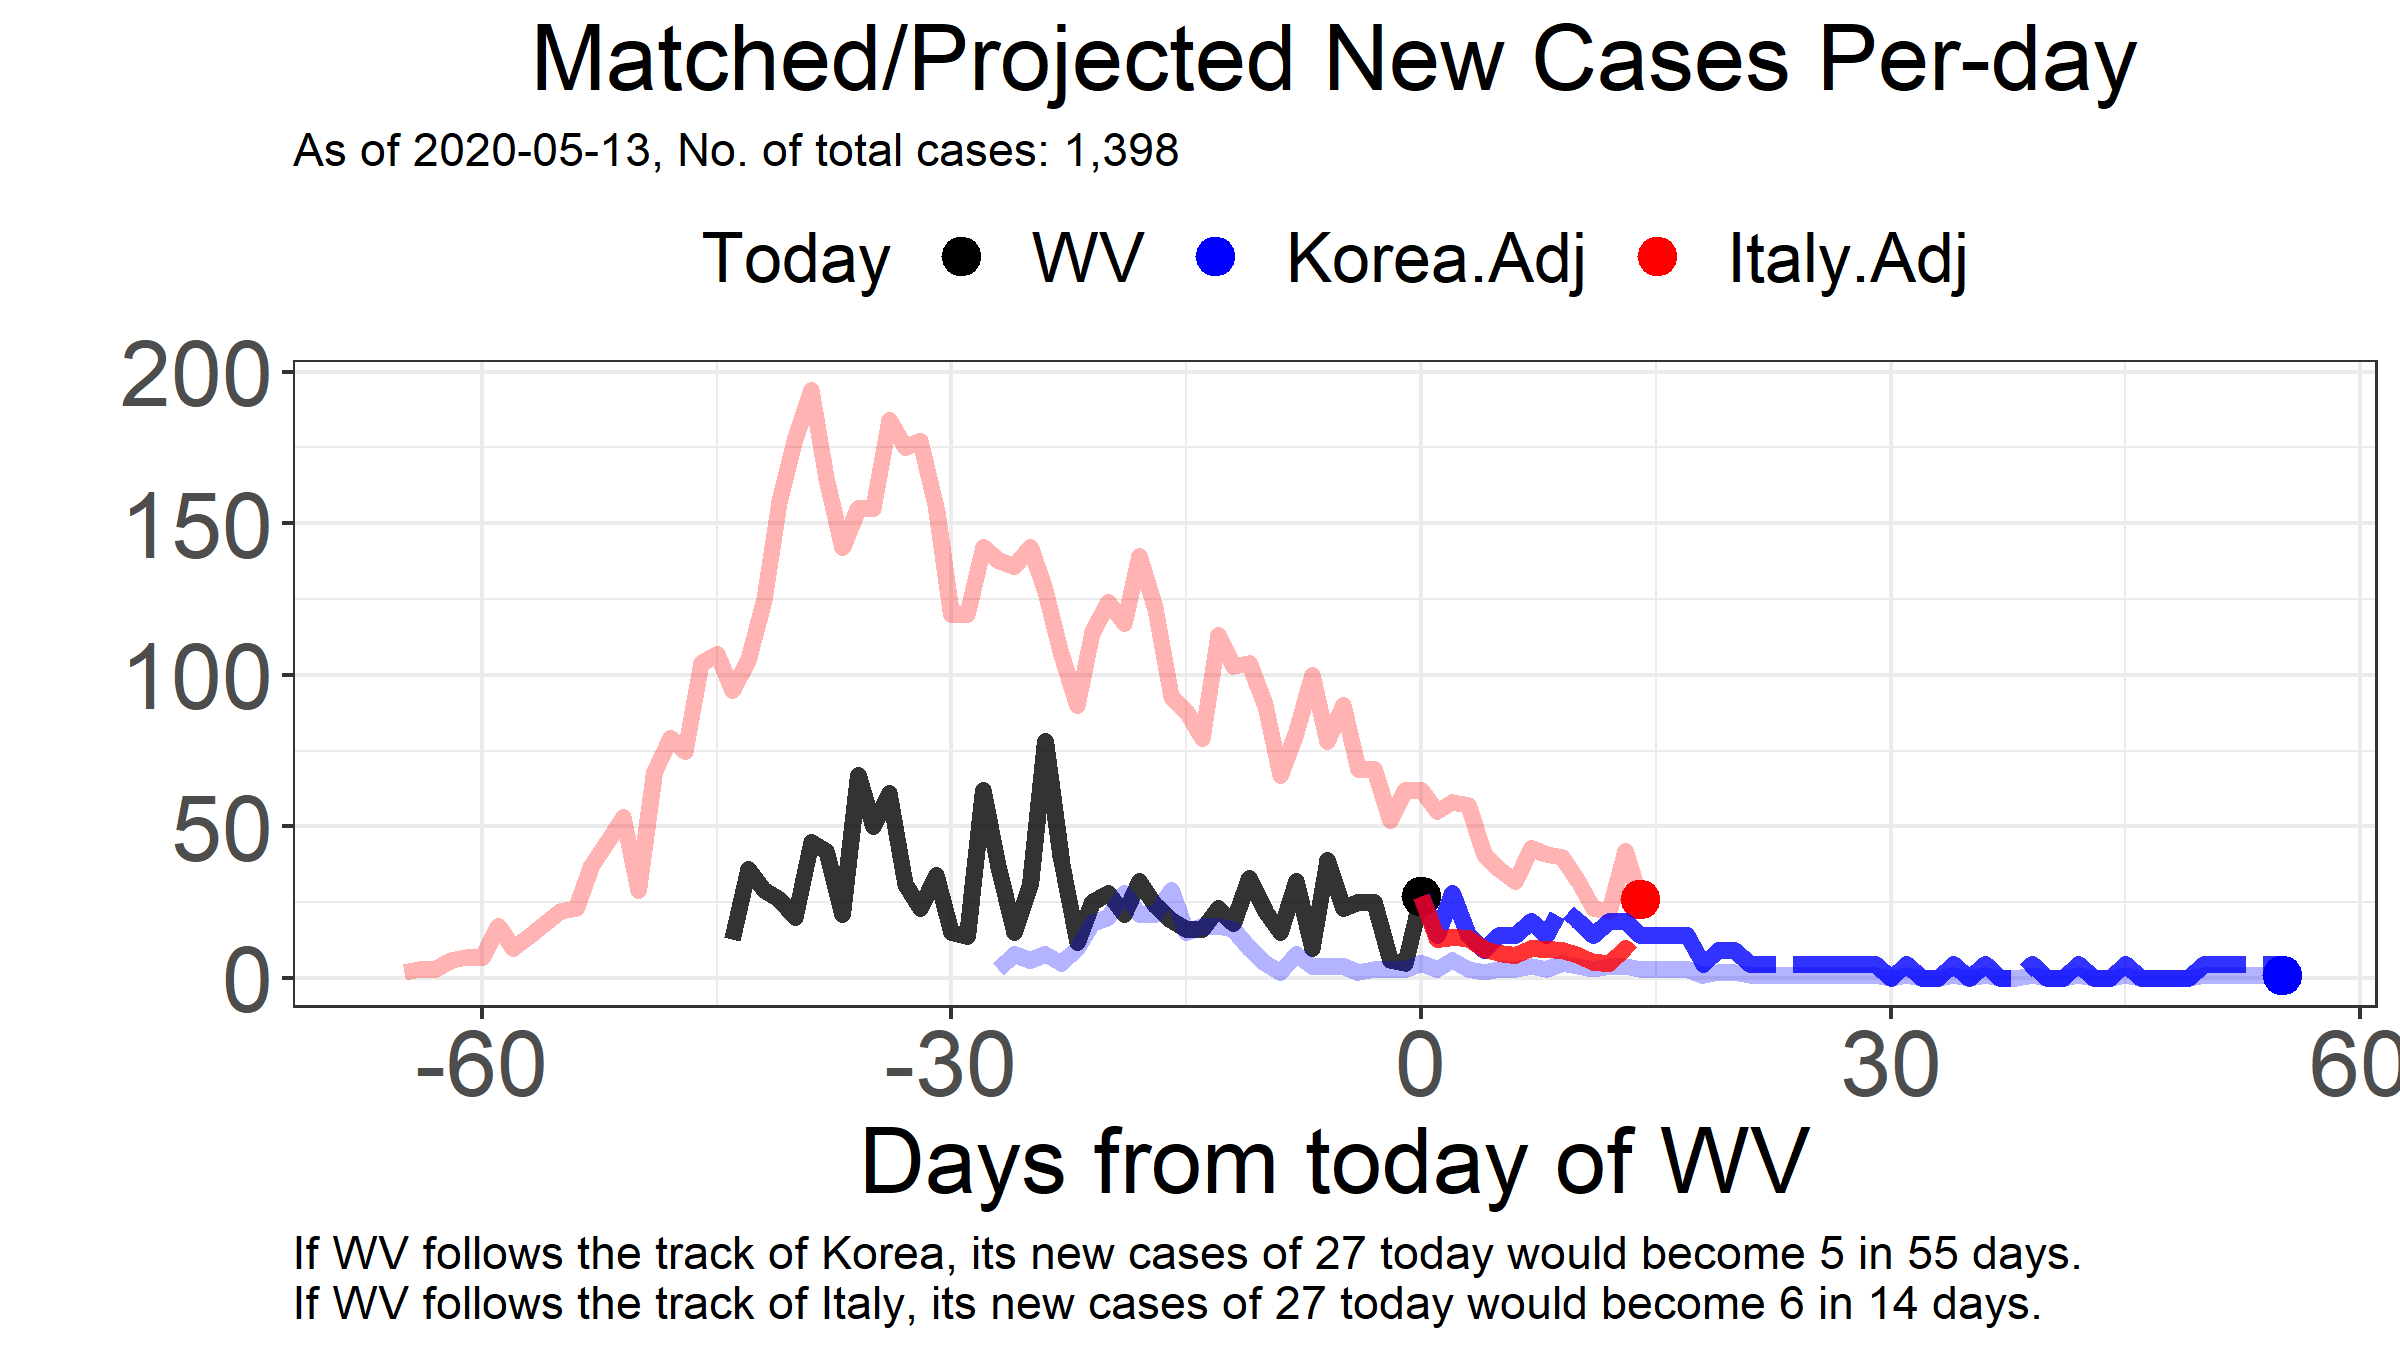 Matched/Projected New Cases Per-day
As of 2020-05-13, No. of total cases: 1,398
Today WV Korea.Adj Italy.Adj
200
150
100
50
0
-60 -30 0 30 60
Days from today of WV
If WV follows the track of Korea, its new cases of 27 today would become 5 in 55 days.
If WV follows the track of Italy, its new cases of 27 today would become 6 in 14 days.